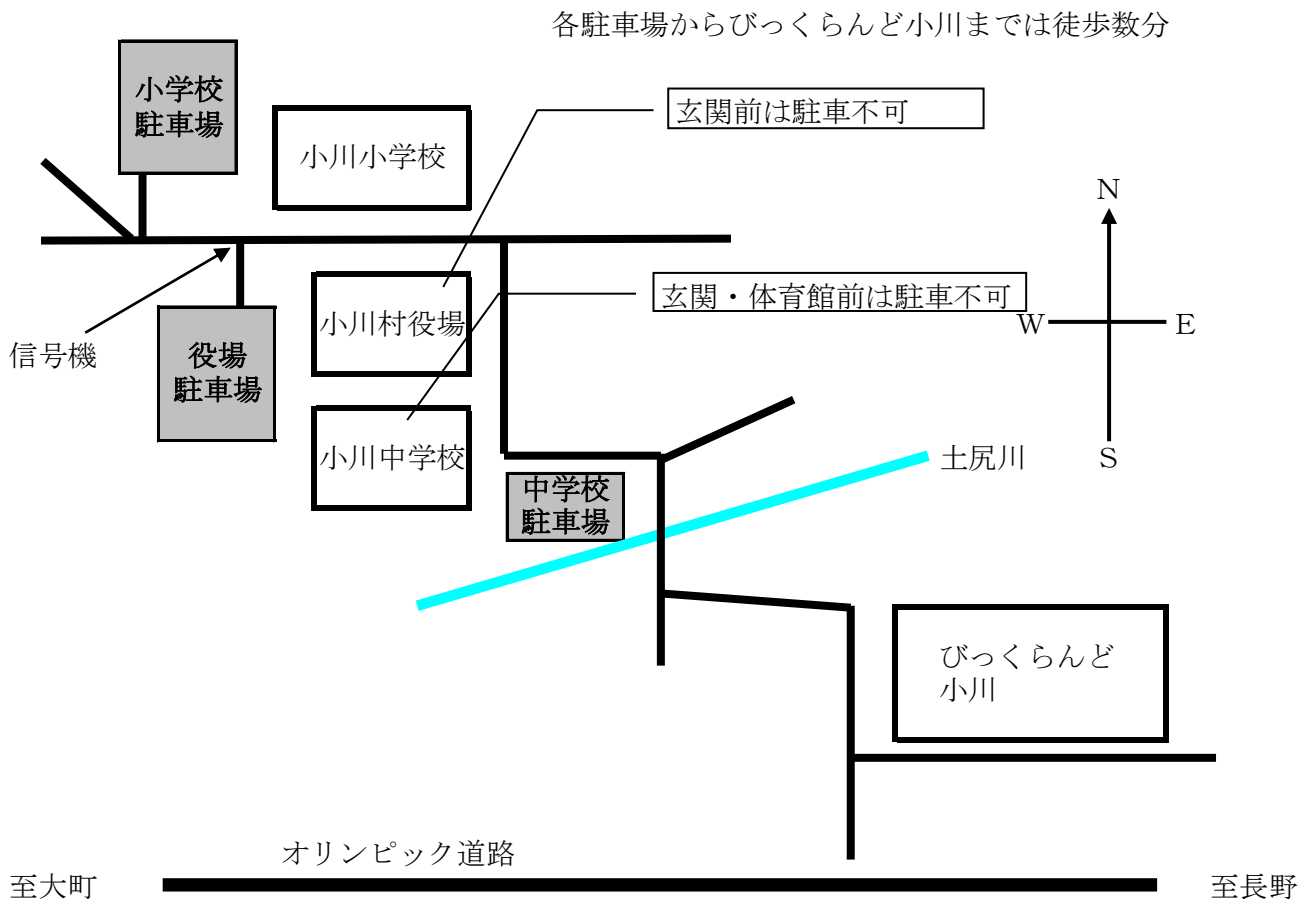 各駐車場からびっくらんど小川までは徒歩数分
小学校
駐車場
玄関前は駐車不可
小川小学校
N
玄関・体育館前は駐車不可
小川村役場
W
E
信号機
役場
駐車場
小川中学校
土尻川
S
中学校
駐車場
びっくらんど
小川
オリンピック道路
至大町
至長野